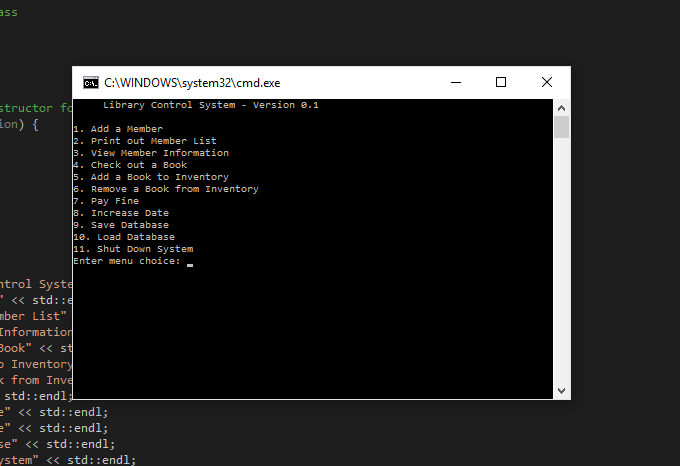 ass
C:\WINDOWS\system32\cmd.exe
Library Control System - Version 0.1
structor fo
ion) {
1. Add a Member
2. Print out Member List
3. View Member Information
4. Check out a Book
5. Add a Book to Inventory
6. Remove a Book from Inventory
7. Pay Fine
8. Increase Date
9. Save Database
10. Load Database
11. Shut Down System
Enter menu choice: _
ntrol Syste
" << std::e
mber List"
Information
Book" << st
o Inventory
k from Inve
std::endl;
e" << std::endl;
e" << std::endl;
se" << std::endl;
ystem" << std::endl;